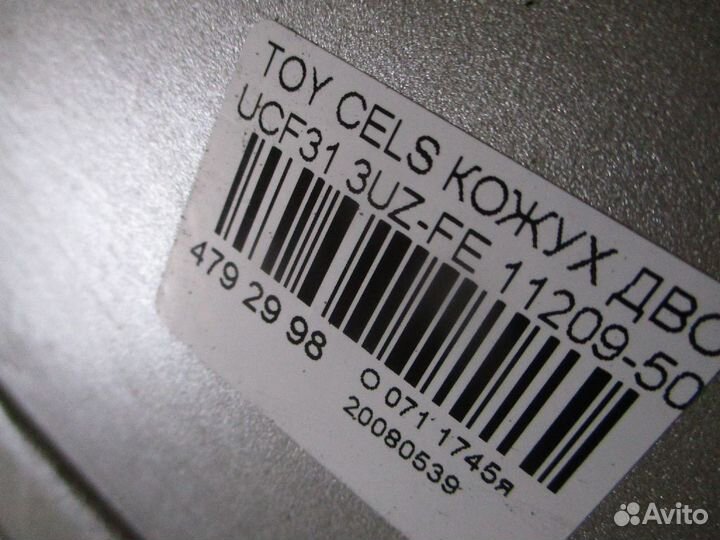 TOY CELS КОЖУХ ДВС
UCF31 3UZ-FE 11209-50
479 29 98
O 071 1745я
20080539
Avito